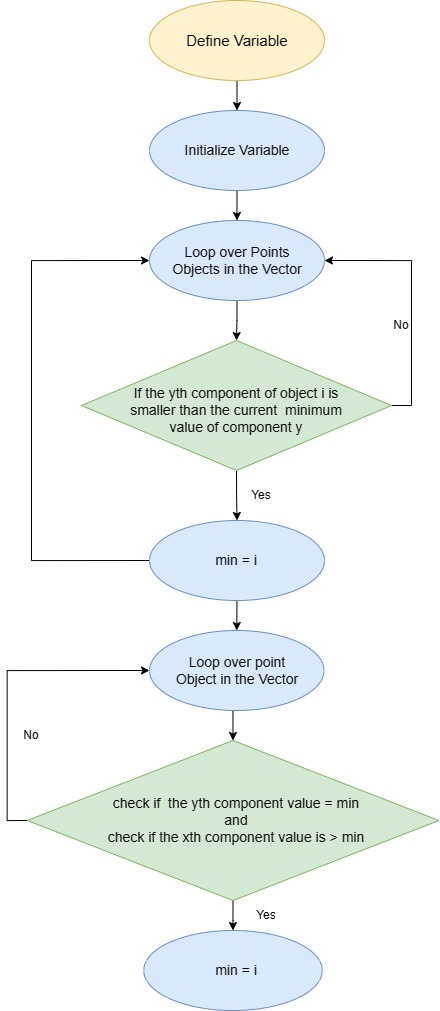 Define Variable
Initialize Variable
Loop over Points
Objects in the Vector
No
If the yth component of object i is
smaller than the current  minimum
value of component y
Yes
min = i
Loop over point
Object in the Vector
No
check if  the yth component value = min
and
check if the xth component value is > min
Yes
min = i